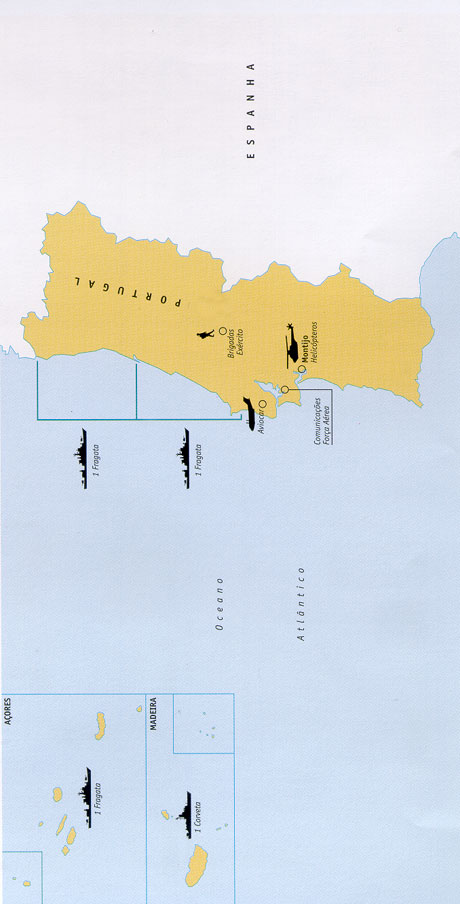 ESPANHA
PORTUGAL
Brigadas
Exército
Montijo
Helicópteros
Aviocar
Comunicações
Força Aérea
1 Fragata
1 Fragata
Oceano
Atlântico
AÇORES
1 Fragata
MADEIRA
1 Corveta